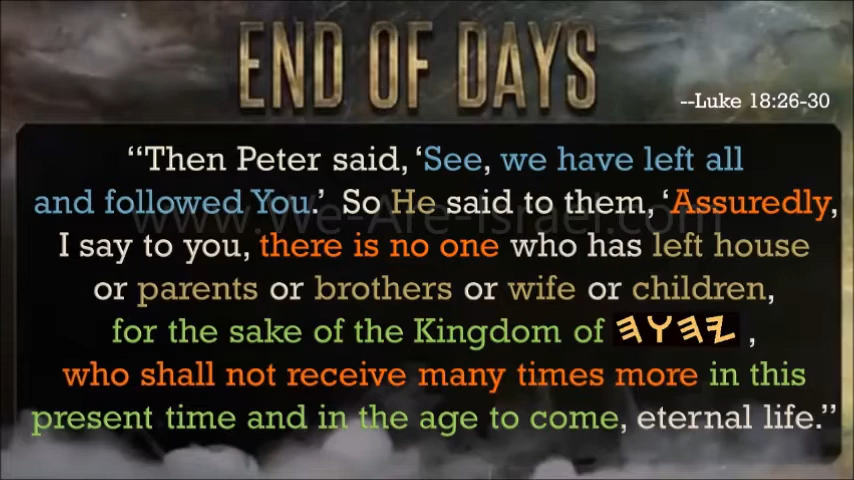 END OF DAYS
--Luke 18:26-30
“Then Peter said, ‘See, we have left all
and followed You.’ So He said to them, ‘Assuredly,
www.We-Are-Israel.com
I say to you, there is no one who has left house
or parents or brothers or wife or children,
for the sake of the Kingdom of 𐤉𐤄𐤅𐤄 ,
who shall not receive many times more in this
present time and in the age to come, eternal life.”